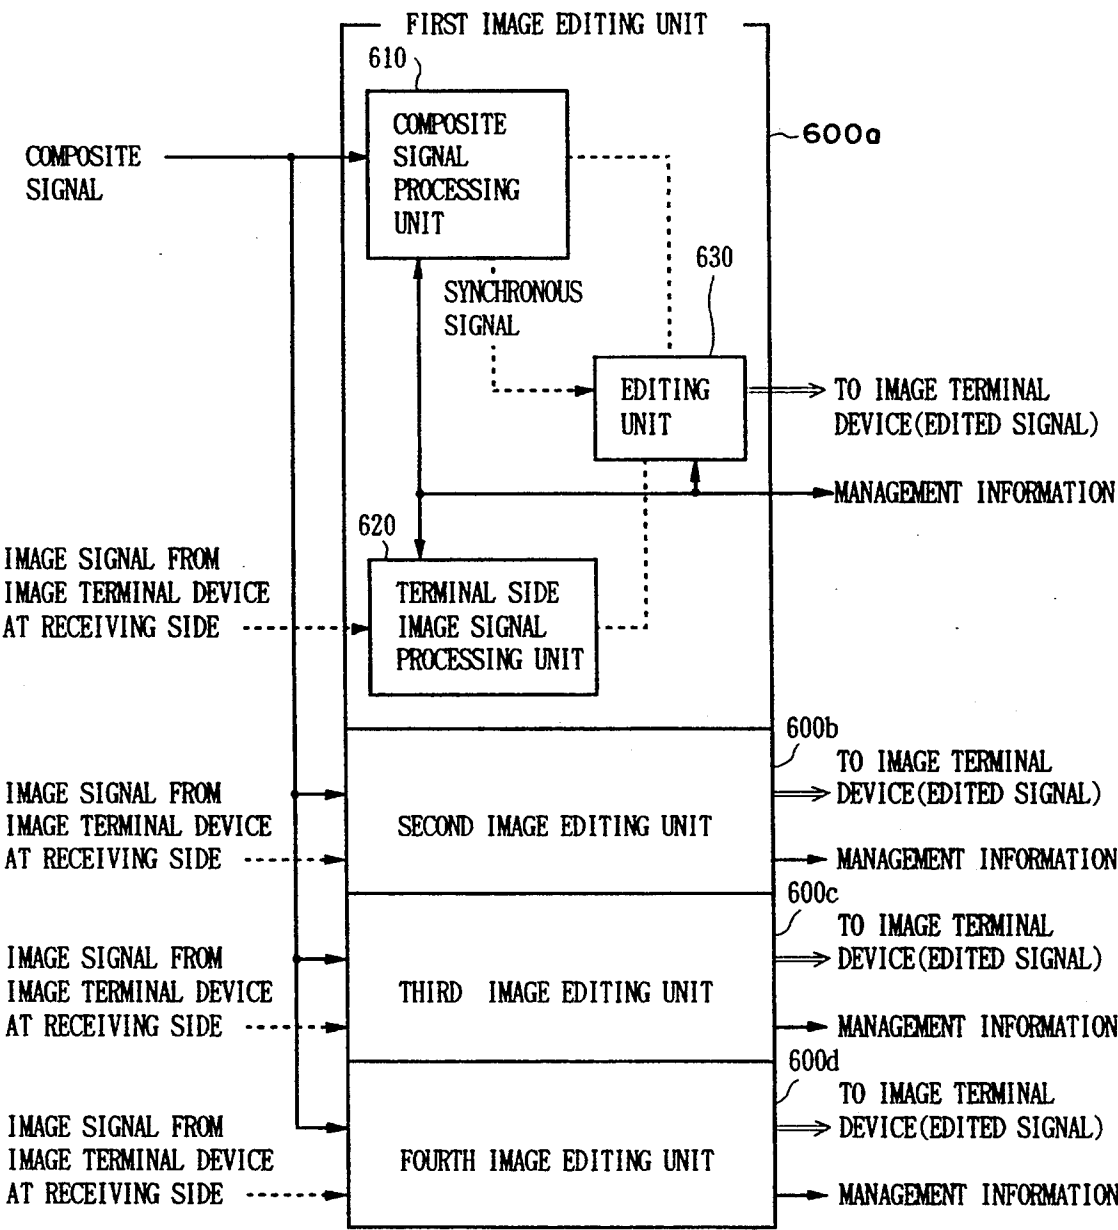 FIRST IMAGE EDITING UNIT
610
600a
COMPOSITE
SIGNAL
COMPOSITE
SIGNAL
PROCESSING
UNIT
630
SYNCHRONOUS
SIGNAL
EDITING
UNIT
TO IMAGE TERMINAL
DEVICE(EDITED SIGNAL)
MANAGEMENT INFORMATION
620
IMAGE SIGNAL FROM
IMAGE TERMINAL DEVICE
AT RECEIVING SIDE
TERMINAL SIDE
IMAGE SIGNAL
PROCESSING UNIT
600b
TO IMAGE TERMINAL
DEVICE(EDITED SIGNAL)
IMAGE SIGNAL FROM
IMAGE TERMINAL DEVICE
AT RECEIVING SIDE
SECOND IMAGE EDITING UNIT
MANAGEMENT INFORMATION
600c
TO IMAGE TERMINAL
DEVICE(EDITED SIGNAL)
IMAGE SIGNAL FROM
IMAGE TERMINAL DEVICE
AT RECEIVING SIDE
THIRD IMAGE EDITING UNIT
MANAGEMENT INFORMATION
600d
TO IMAGE TERMINAL
DEVICE(EDITED SIGNAL)
IMAGE SIGNAL FROM
IMAGE TERMINAL DEVICE
AT RECEIVING SIDE
FOURTH IMAGE EDITING UNIT
MANAGEMENT INFORMATION